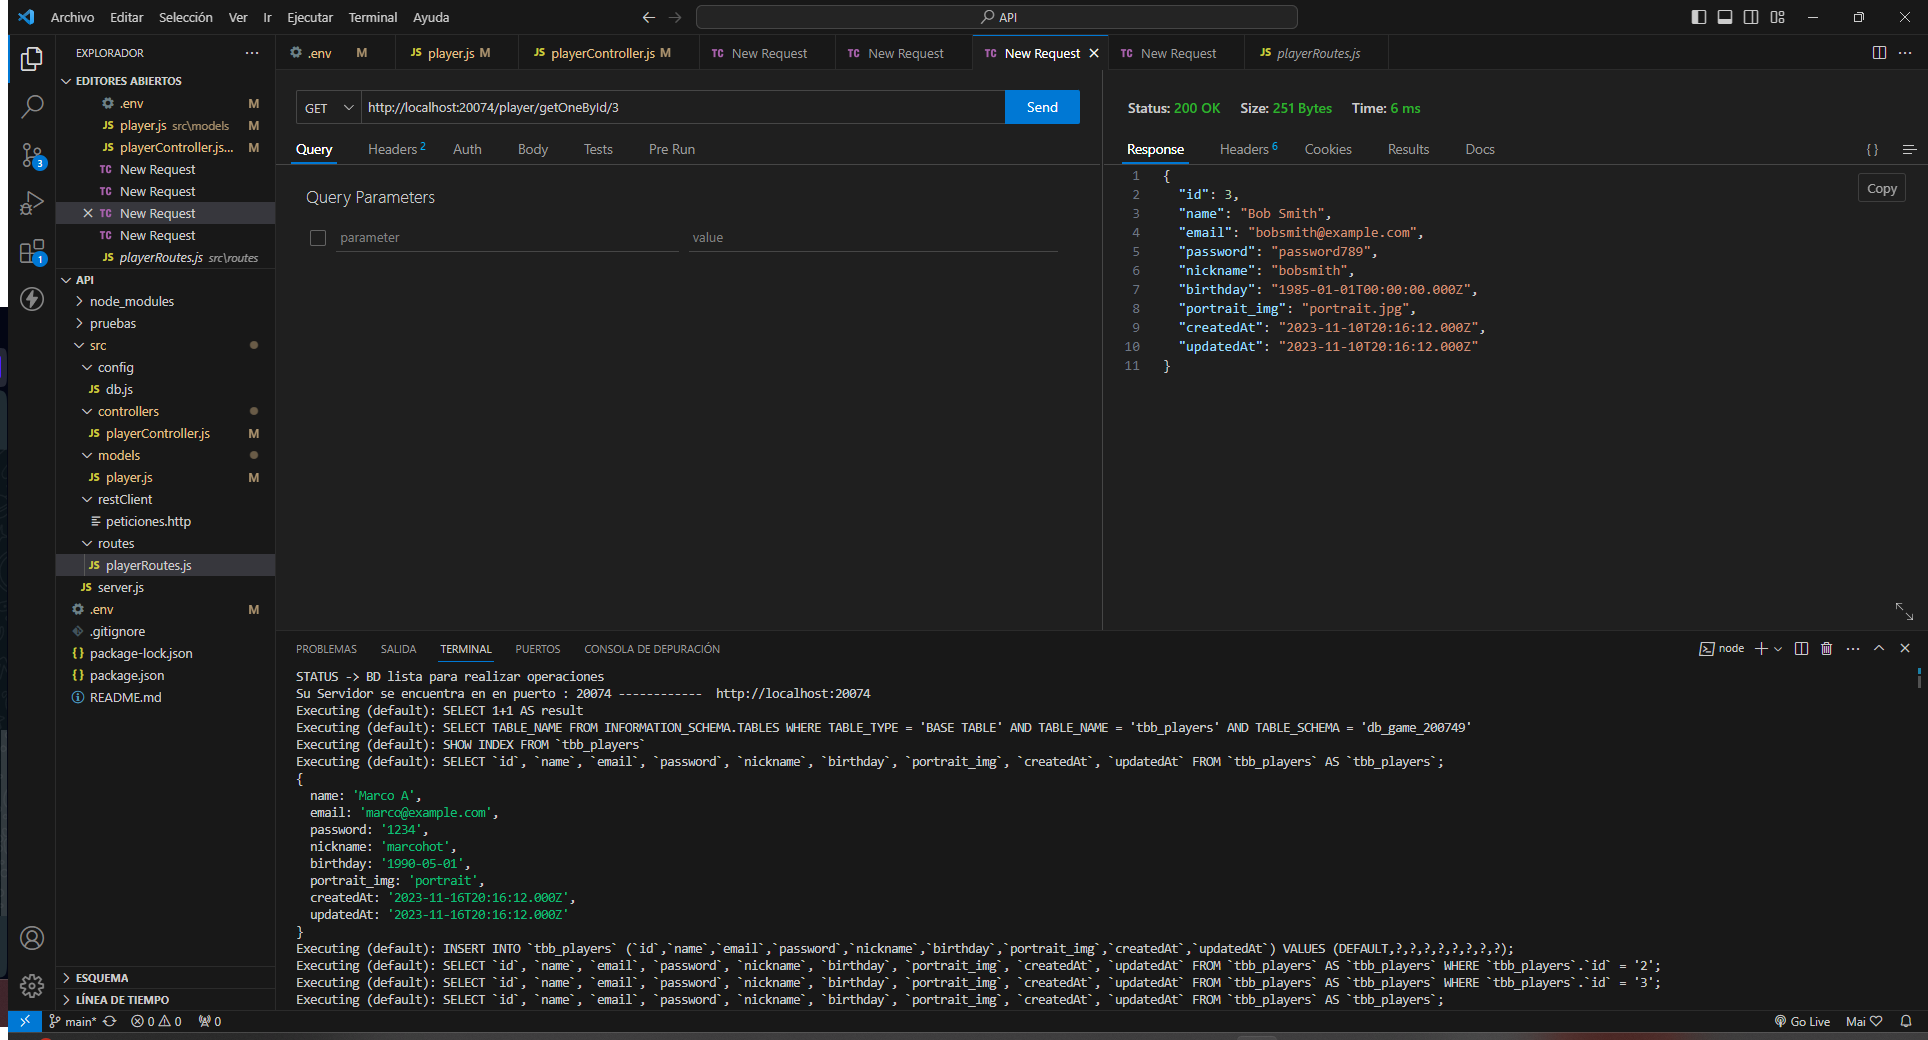 Archivo Editar Selección Ver Ir Ejecutar Terminal Ayuda
API
EXPLORADOR
EDITORES ABIERTOS
.env M
JS player.js src\models M
JS playerController.js... M
TC New Request
TC New Request
TC New Request
TC New Request
JS playerRoutes.js src\routes
API
node_modules
pruebas
src
config
JS db.js
controllers
JS playerController.js M
models
JS player.js M
restClient
peticiones.http
routes
JS playerRoutes.js
JS server.js
.env M
.gitignore
{} package-lock.json
{} package.json
README.md
ESQUEMA
LÍNEA DE TIEMPO
3
1
.env M
JS player.js M
JS playerController.js M
TC New Request
TC New Request
TC New Request
TC New Request
JS playerRoutes.js
GET http://localhost:20074/player/getOneById/3 Send
Query Headers 2 Auth Body Tests Pre Run
Query Parameters
parameter value
Status: 200 OK Size: 251 Bytes Time: 6 ms
Response Headers 6 Cookies Results Docs { }
Copy
1 {
2 "id": 3,
3 "name": "Bob Smith",
4 "email": "bobsmith@example.com",
5 "password": "password789",
6 "nickname": "bobsmith",
7 "birthday": "1985-01-01T00:00:00.000Z",
8 "portrait_img": "portrait.jpg",
9 "createdAt": "2023-11-10T20:16:12.000Z",
10 "updatedAt": "2023-11-10T20:16:12.000Z"
11 }
PROBLEMAS SALIDA TERMINAL PUERTOS CONSOLA DE DEPURACIÓN
node
STATUS -> BD lista para realizar operaciones
Su Servidor se encuentra en en puerto : 20074 ------------ http://localhost:20074
Executing (default): SELECT 1+1 AS result
Executing (default): SELECT TABLE_NAME FROM INFORMATION_SCHEMA.TABLES WHERE TABLE_TYPE = 'BASE TABLE' AND TABLE_NAME = 'tbb_players' AND TABLE_SCHEMA = 'db_game_200749'
Executing (default): SHOW INDEX FROM `tbb_players`
Executing (default): SELECT `id`, `name`, `email`, `password`, `nickname`, `birthday`, `portrait_img`, `createdAt`, `updatedAt` FROM `tbb_players` AS `tbb_players`;
{
name: 'Marco A',
email: 'marco@example.com',
password: '1234',
nickname: 'marcohot',
birthday: '1990-05-01',
portrait_img: 'portrait',
createdAt: '2023-11-16T20:16:12.000Z',
updatedAt: '2023-11-16T20:16:12.000Z'
}
Executing (default): INSERT INTO `tbb_players` (`id`,`name`,`email`,`password`,`nickname`,`birthday`,`portrait_img`,`createdAt`,`updatedAt`) VALUES (DEFAULT,?,?,?,?,?,?,?,?);
Executing (default): SELECT `id`, `name`, `email`, `password`, `nickname`, `birthday`, `portrait_img`, `createdAt`, `updatedAt` FROM `tbb_players` AS `tbb_players` WHERE `tbb_players`.`id` = '2';
Executing (default): SELECT `id`, `name`, `email`, `password`, `nickname`, `birthday`, `portrait_img`, `createdAt`, `updatedAt` FROM `tbb_players` AS `tbb_players` WHERE `tbb_players`.`id` = '3';
Executing (default): SELECT `id`, `name`, `email`, `password`, `nickname`, `birthday`, `portrait_img`, `createdAt`, `updatedAt` FROM `tbb_players` AS `tbb_players`;
main* 0 0 0 Go Live Mai